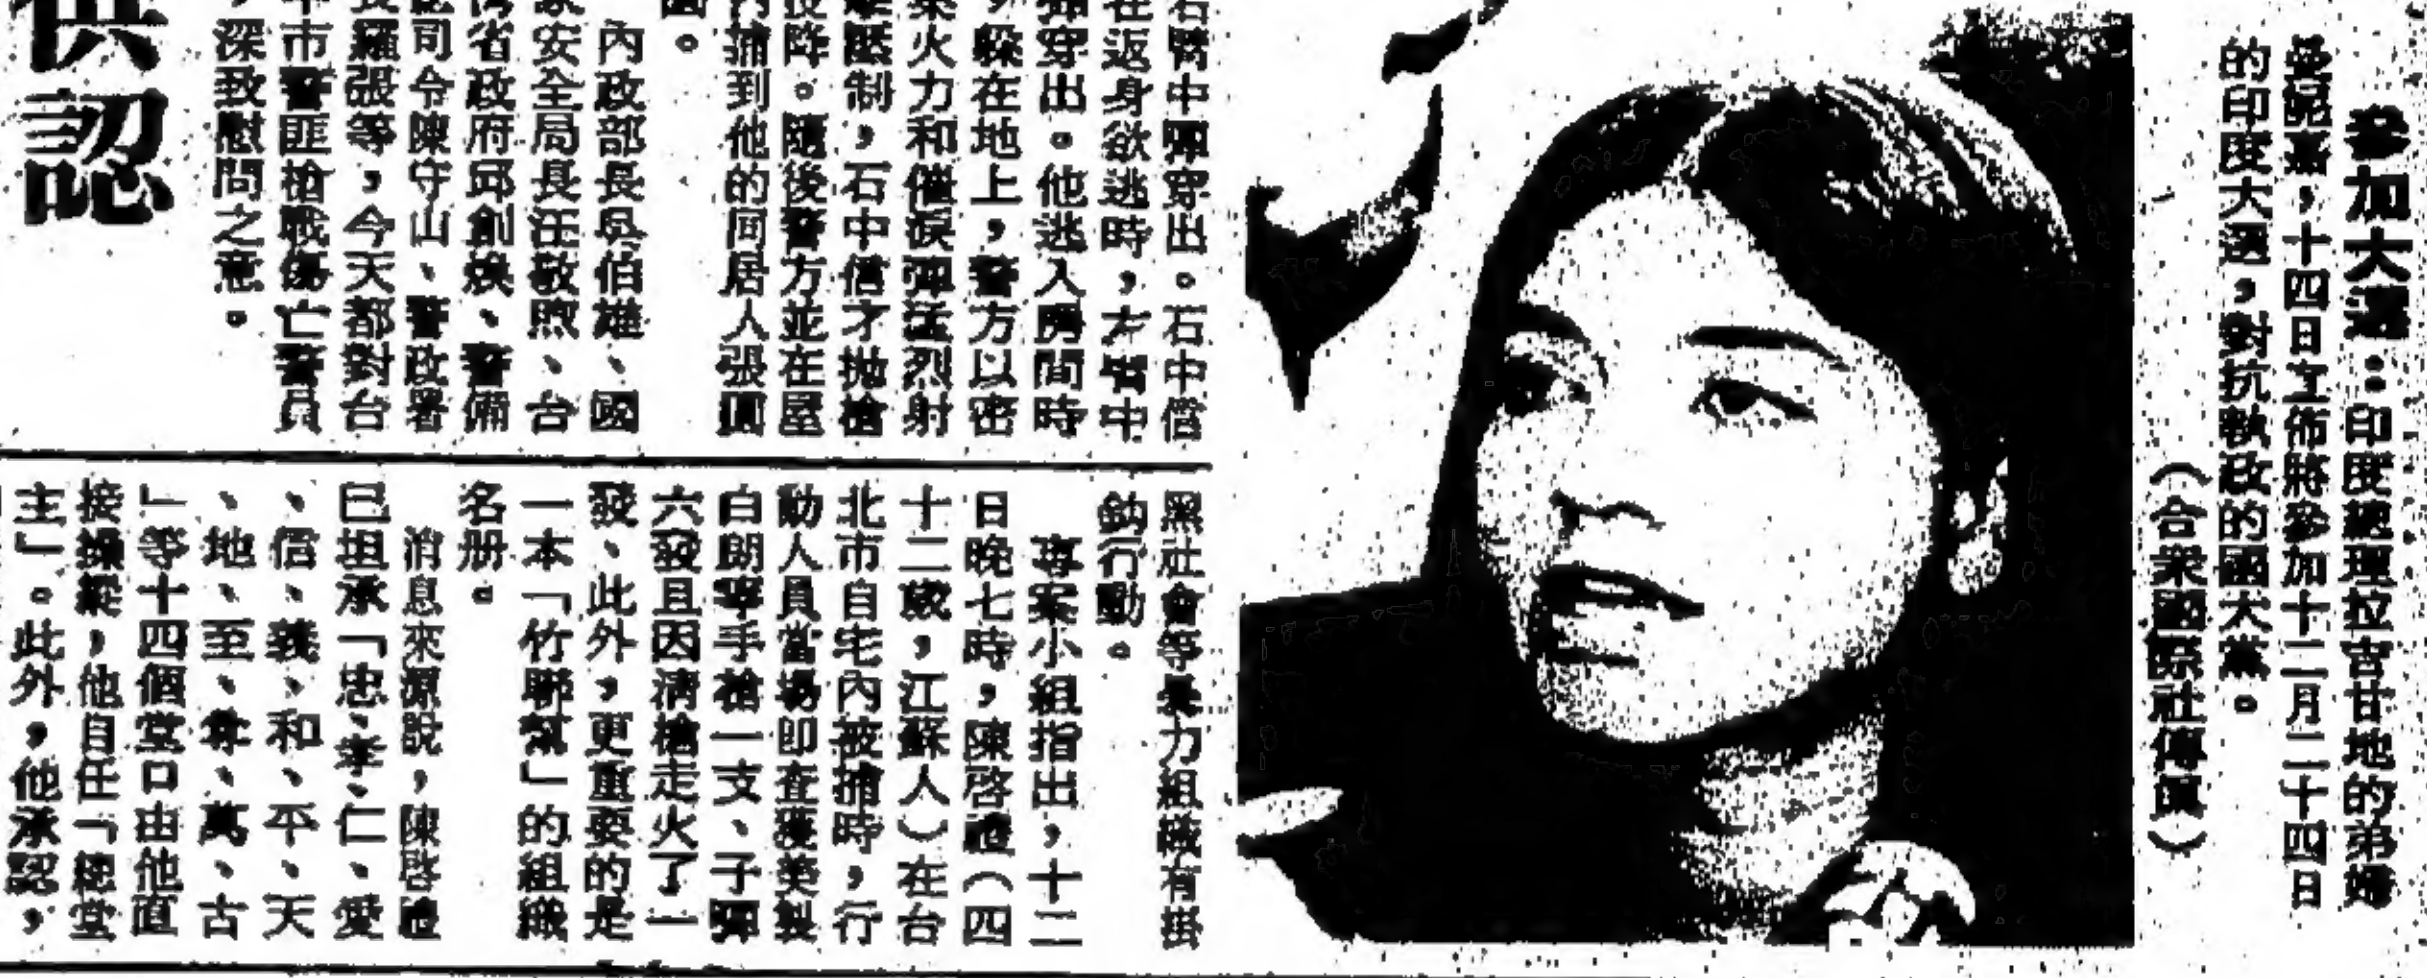 參加大選：印度總理拉吉甘地的弟婦
曼妮嘉，十四日宣佈將參加十二月二十四日
的印度大選，對抗執政的國大黨。
（合衆國際社傳眞）
右臂中彈穿出。石中信
在返身欲逃時，左臂中
彈穿出。他逃入房間時
，躲在地上，警方以密
集火力和催淚彈猛烈射
擊壓制，石中信才拋槍
投降。隨後警方並在屋
內捕到他的同居人張圓
圓。
內政部長吳伯雄、國
家安全局長汪敬煦、台
灣省政府邱創煥、警備
總司令陳守山、警政署
長羅張等，今天都對台
中市警匪槍戰傷亡警員
，深致慰問之意。
供認
黑社會等暴力組織有掛
鈎行動。
專案小組指出，十二
日晚七時，陳啓禮（四
十二歲，江蘇人）在台
北市自宅內被捕時，行
動人員當場卽查獲美製
白朗寧手槍一支、子彈
六發且因清槍走火了一
發、此外，更重要的是
一本「竹聯幫」的組織
名册。
消息來源說，陳啓禮
已坦承「忠、孝、仁、愛
、信、義、和、平、天
、地、至、尊、萬、古
」等十四個堂口由他直
接操縱，他自任「總堂
主」。此外，他承認，